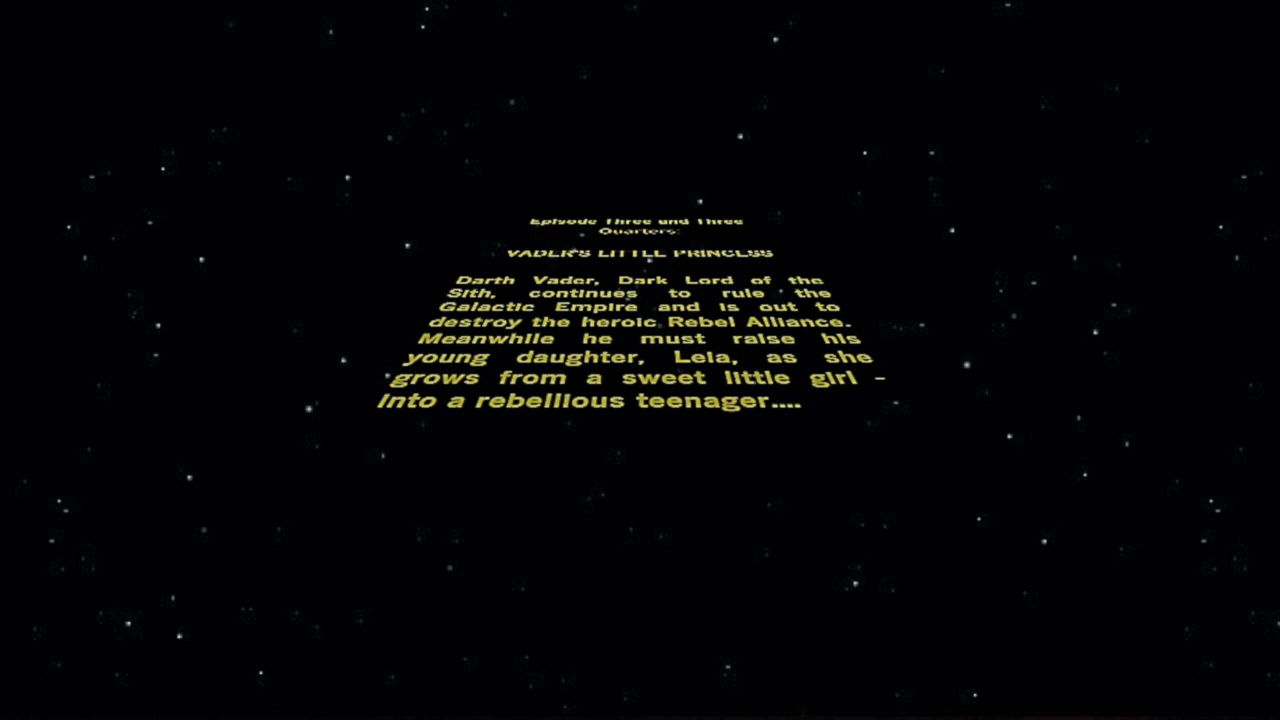 Episode Three and Three
Quarters:
VADER'S LITTLE PRINCESS
Darth Vader, Dark Lord of the
Sith, continues to rule the
Galactic Empire and is out to
destroy the heroic Rebel Alliance.
Meanwhile he must raise his
young daughter, Leia, as she
grows from a sweet little girl -
into a rebellious teenager....